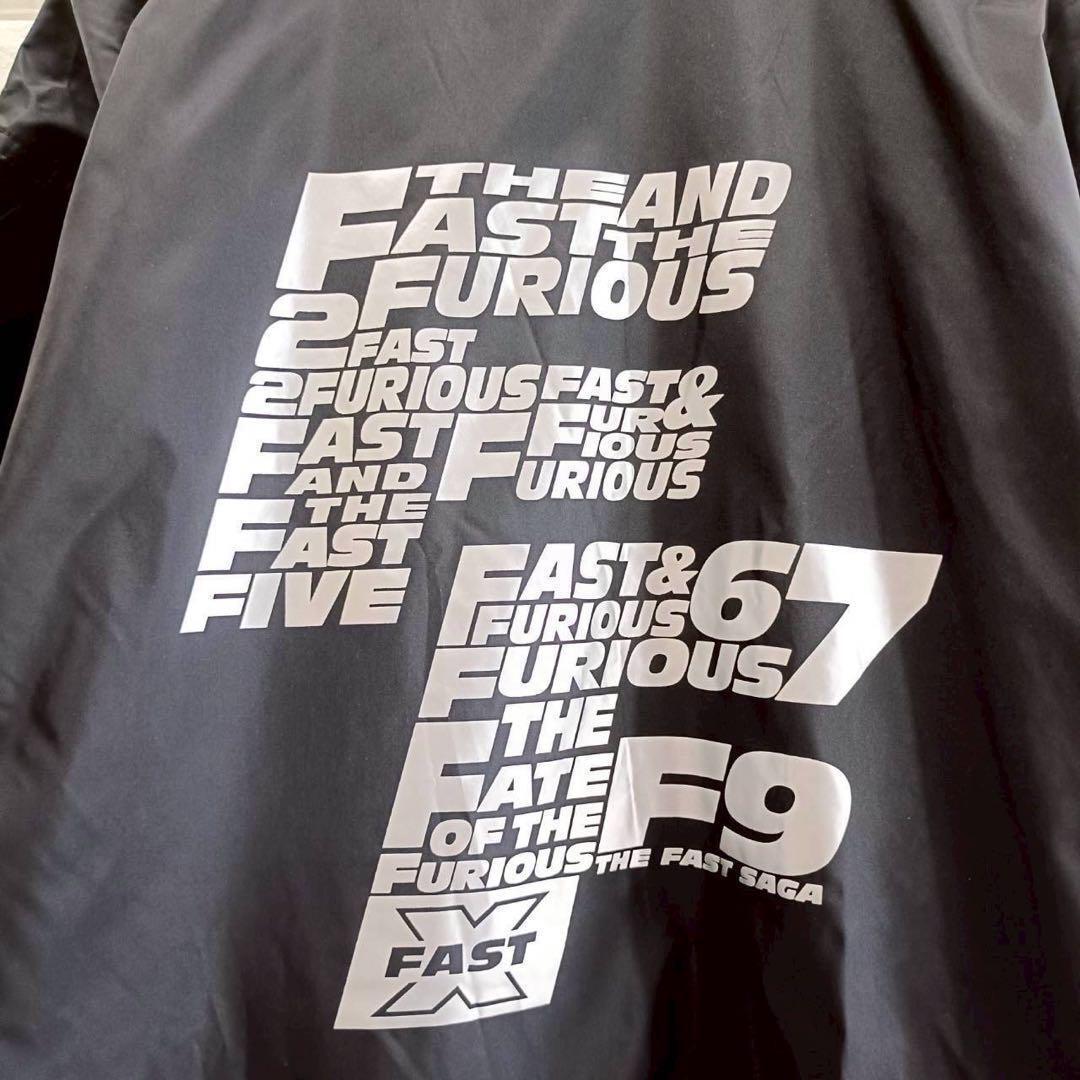 THE
FAST AND
THE
FURIOUS
2 FAST
2 FURIOUS
FAST
AND
THE
FAST
FIVE
FAST &
FUR
IOUS
FURIOUS
FAST & 6
FURIOUS
FURIOUS 7
THE
FATE
OF THE
FURIOUS
F9
THE FAST SAGA
FAST X